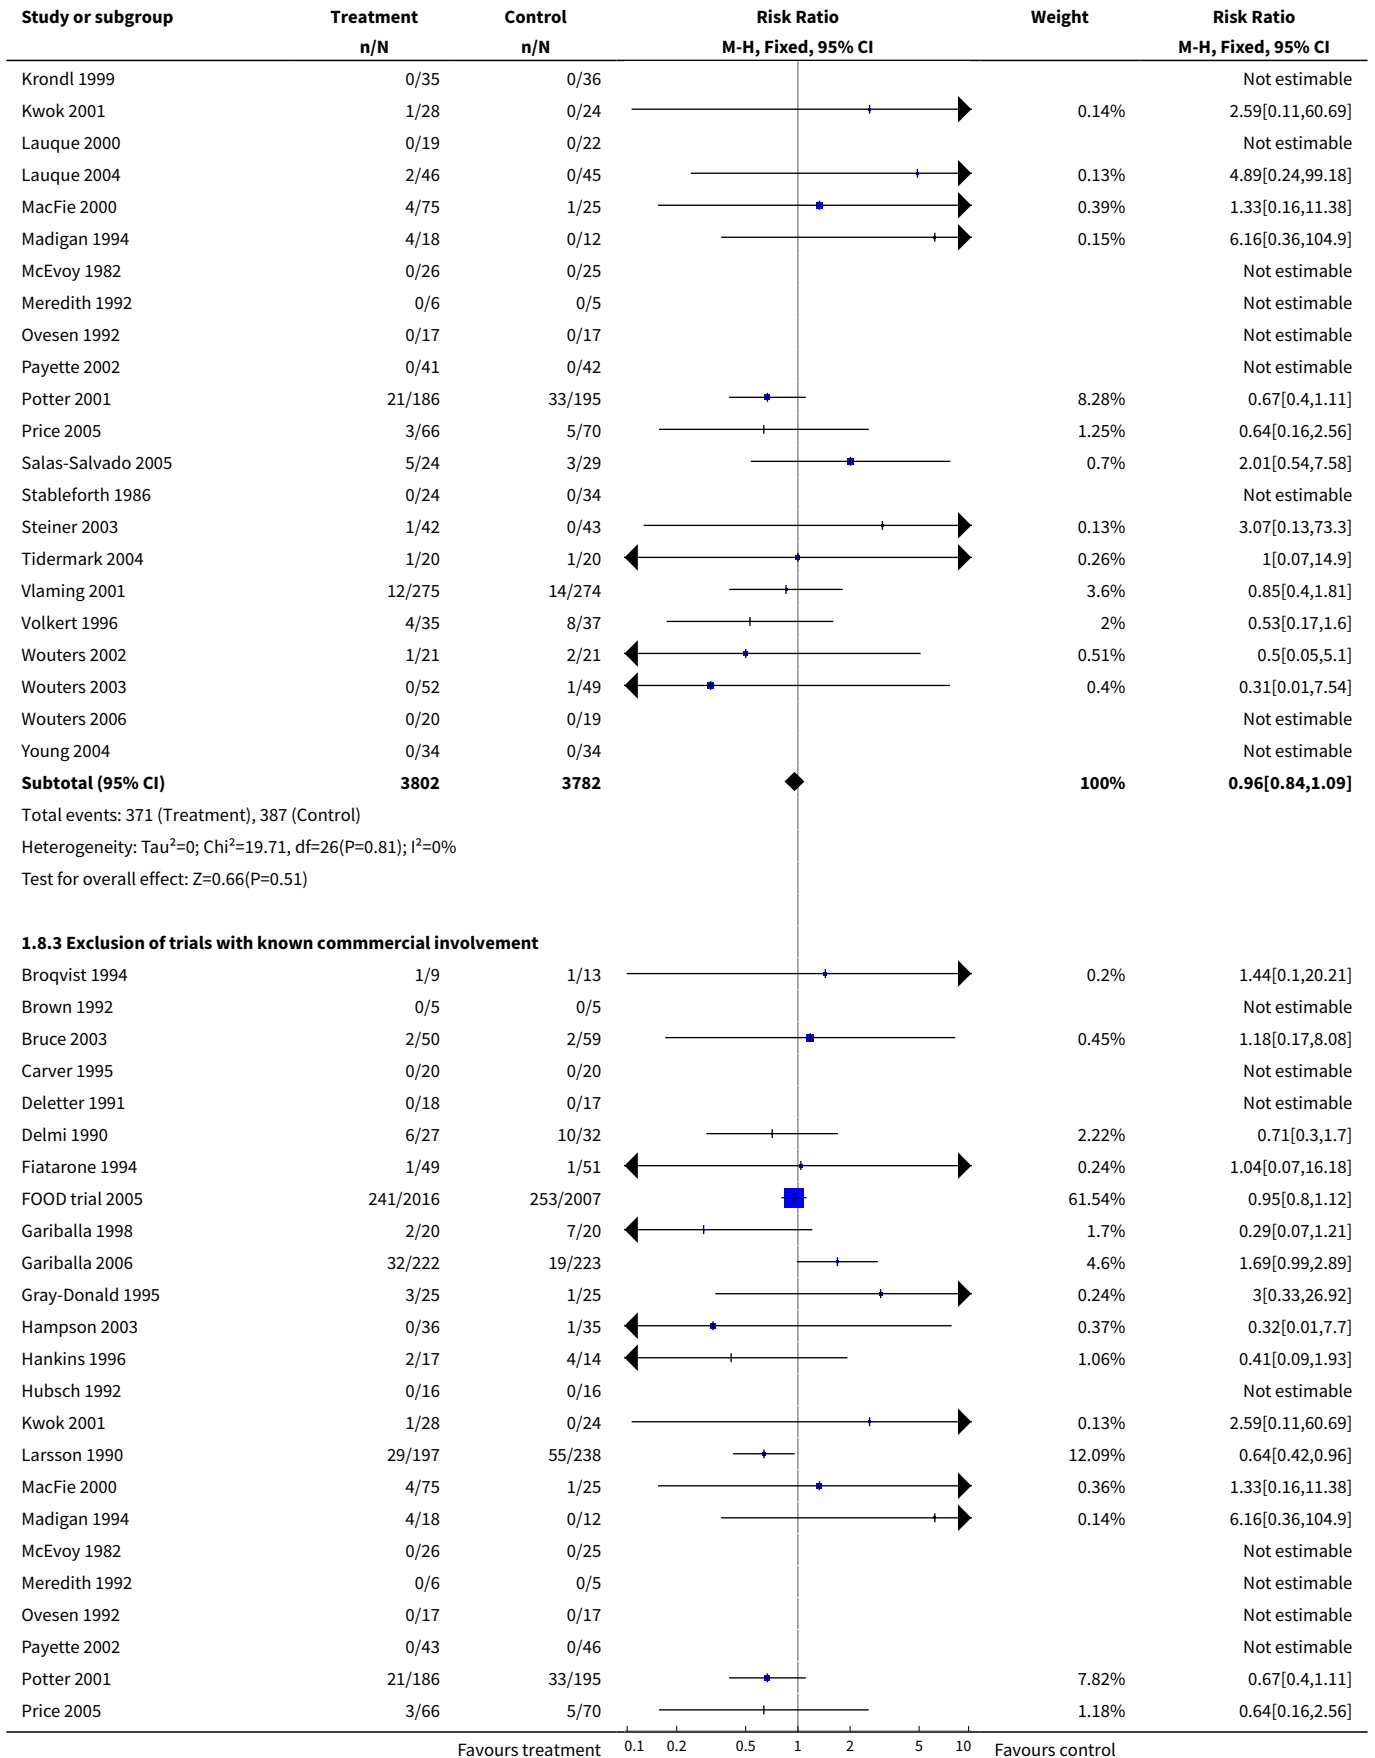 Study or subgroup Treatment Control Risk Ratio Weight Risk Ratio
n/N n/N M-H, Fixed, 95% CI M-H, Fixed, 95% CI
Krondl 1999 0/35 0/36 Not estimable
Kwok 2001 1/28 0/24 0.14% 2.59[0.11,60.69]
Lauque 2000 0/19 0/22 Not estimable
Lauque 2004 2/46 0/45 0.13% 4.89[0.24,99.18]
MacFie 2000 4/75 1/25 0.39% 1.33[0.16,11.38]
Madigan 1994 4/18 0/12 0.15% 6.16[0.36,104.9]
McEvoy 1982 0/26 0/25 Not estimable
Meredith 1992 0/6 0/5 Not estimable
Ovesen 1992 0/17 0/17 Not estimable
Payette 2002 0/41 0/42 Not estimable
Potter 2001 21/186 33/195 8.28% 0.67[0.4,1.11]
Price 2005 3/66 5/70 1.25% 0.64[0.16,2.56]
Salas-Salvado 2005 5/24 3/29 0.7% 2.01[0.54,7.58]
Stableforth 1986 0/24 0/34 Not estimable
Steiner 2003 1/42 0/43 0.13% 3.07[0.13,73.3]
Tidermark 2004 1/20 1/20 0.26% 1[0.07,14.9]
Vlaming 2001 12/275 14/274 3.6% 0.85[0.4,1.81]
Volkert 1996 4/35 8/37 2% 0.53[0.17,1.6]
Wouters 2002 1/21 2/21 0.51% 0.5[0.05,5.1]
Wouters 2003 0/52 1/49 0.4% 0.31[0.01,7.54]
Wouters 2006 0/20 0/19 Not estimable
Young 2004 0/34 0/34 Not estimable
Subtotal (95% CI) 3802 3782 100% 0.96[0.84,1.09]
Total events: 371 (Treatment), 387 (Control)
Heterogeneity: Tau²=0; Chi²=19.71, df=26(P=0.81); I²=0%
Test for overall effect: Z=0.66(P=0.51)
1.8.3 Exclusion of trials with known commmercial involvement
Broqvist 1994 1/9 1/13 0.2% 1.44[0.1,20.21]
Brown 1992 0/5 0/5 Not estimable
Bruce 2003 2/50 2/59 0.45% 1.18[0.17,8.08]
Carver 1995 0/20 0/20 Not estimable
Deletter 1991 0/18 0/17 Not estimable
Delmi 1990 6/27 10/32 2.22% 0.71[0.3,1.7]
Fiatarone 1994 1/49 1/51 0.24% 1.04[0.07,16.18]
FOOD trial 2005 241/2016 253/2007 61.54% 0.95[0.8,1.12]
Gariballa 1998 2/20 7/20 1.7% 0.29[0.07,1.21]
Gariballa 2006 32/222 19/223 4.6% 1.69[0.99,2.89]
Gray-Donald 1995 3/25 1/25 0.24% 3[0.33,26.92]
Hampson 2003 0/36 1/35 0.37% 0.32[0.01,7.7]
Hankins 1996 2/17 4/14 1.06% 0.41[0.09,1.93]
Hubsch 1992 0/16 0/16 Not estimable
Kwok 2001 1/28 0/24 0.13% 2.59[0.11,60.69]
Larsson 1990 29/197 55/238 12.09% 0.64[0.42,0.96]
MacFie 2000 4/75 1/25 0.36% 1.33[0.16,11.38]
Madigan 1994 4/18 0/12 0.14% 6.16[0.36,104.9]
McEvoy 1982 0/26 0/25 Not estimable
Meredith 1992 0/6 0/5 Not estimable
Ovesen 1992 0/17 0/17 Not estimable
Payette 2002 0/43 0/46 Not estimable
Potter 2001 21/186 33/195 7.82% 0.67[0.4,1.11]
Price 2005 3/66 5/70 1.18% 0.64[0.16,2.56]
Favours treatment 0.1 0.2 0.5 1 2 5 10 Favours control